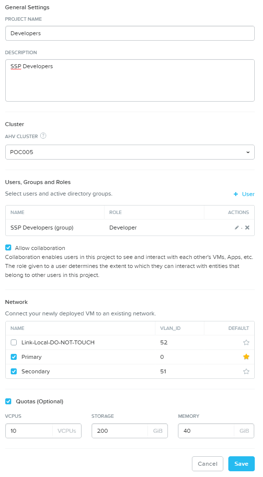 General Settings
PROJECT NAME
Developers
DESCRIPTION
SSP Developers
Cluster
AHV CLUSTER ?
POC005
Users, Groups and Roles
Select users and active directory groups.
+ User
NAME ROLE ACTIONS
SSP Developers (group) Developer
Allow collaboration
Collaboration enables users in this project to see and interact with each other's VMs, Apps, etc.
The role given to a user determines the extent to which they can interact with entities that
belong to other users in this project.
Network
Connect your newly deployed VM to an existing network.
NAME VLAN_ID DEFAULT
Link-Local-DO-NOT-TOUCH 52
Primary 0
Secondary 51
Quotas (Optional)
VCPUS STORAGE MEMORY
10 VCPUs 200 GiB 40 GiB
Cancel Save